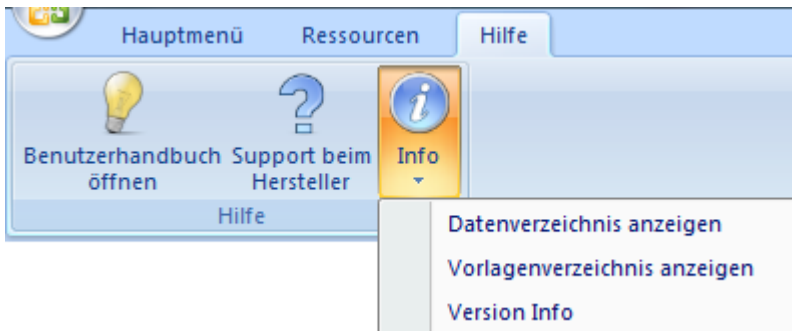 Hauptmenü Ressourcen Hilfe
Benutzerhandbuch öffnen
Support beim Hersteller
Info
Hilfe
Datenverzeichnis anzeigen
Vorlagenverzeichnis anzeigen
Version Info